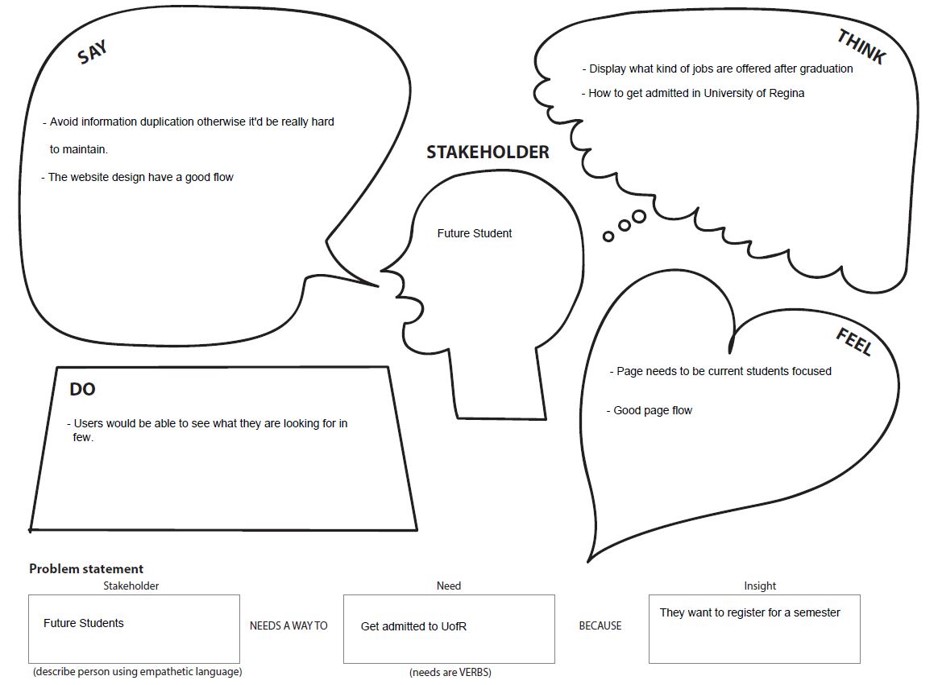 SAY
- Avoid information duplication otherwise it'd be really hard
to maintain.
- The website design have a good flow
THINK
- Display what kind of jobs are offered after graduation
- How to get admitted in University of Regina
STAKEHOLDER
Future Student
DO
- Users would be able to see what they are looking for in
few.
FEEL
- Page needs to be current students focused
- Good page flow
Problem statement
Stakeholder
Future Students
(describe person using empathetic language)
NEEDS A WAY TO
Need
Get admitted to UofR
(needs are VERBS)
BECAUSE
Insight
They want to register for a semester